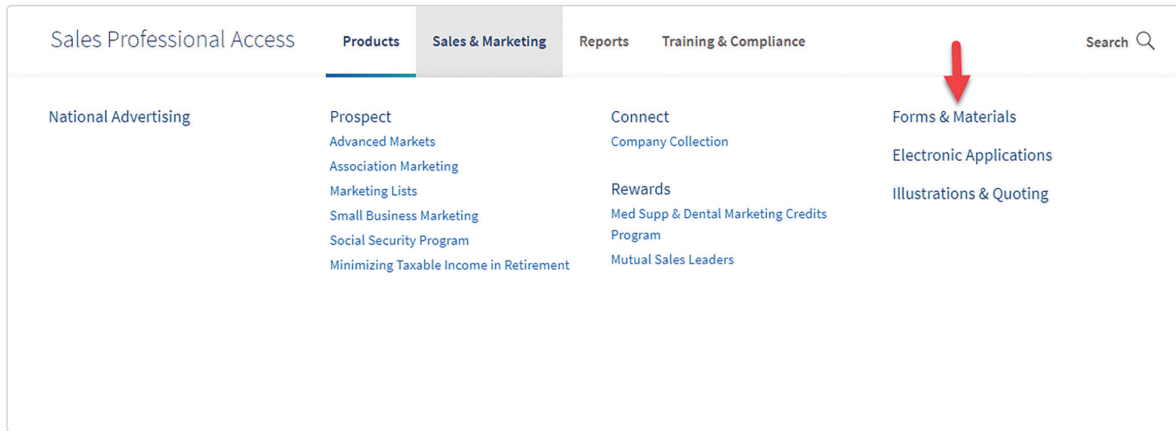 Sales Professional Access
Products
Sales & Marketing
Reports
Training & Compliance
Search
National Advertising
Prospect
Advanced Markets
Association Marketing
Marketing Lists
Small Business Marketing
Social Security Program
Minimizing Taxable Income in Retirement
Connect
Company Collection
Rewards
Med Supp & Dental Marketing Credits
Program
Mutual Sales Leaders
Forms & Materials
Electronic Applications
Illustrations & Quoting